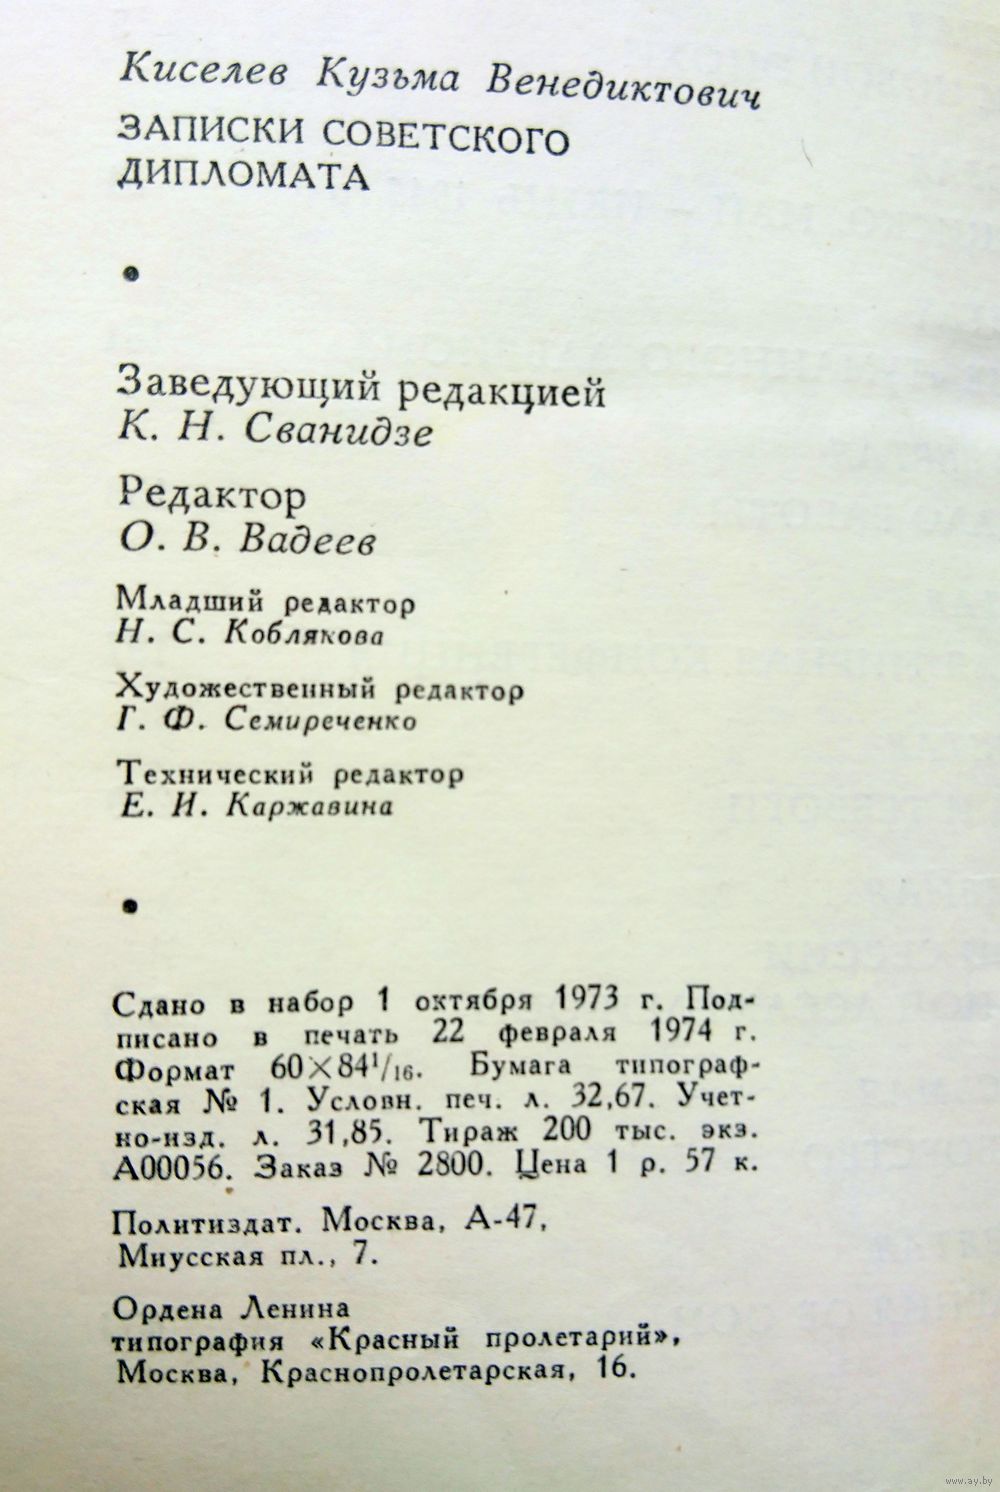 Киселев Кузьма Венедиктович
ЗАПИСКИ СОВЕТСКОГО
ДИПЛОМАТА
Заведующий редакцией
К. Н. Сванидзе
Редактор
О. В. Вадеев
Младший редактор
Н. С. Коблякова
Художественный редактор
Г. Ф. Семиреченко
Технический редактор
Е. И. Каржавина
Сдано в набор 1 октября 1973 г. Под-
писано в печать 22 февраля 1974 г.
Формат 60×84¹/₁₆. Бумага типограф-
ская № 1. Условн. печ. л. 32,67. Учет-
но-изд. л. 31,85. Тираж 200 тыс. экз.
А00056. Заказ № 2800. Цена 1 р. 57 к.
Политиздат. Москва, А-47,
Миусская пл., 7.
Ордена Ленина
типография «Красный пролетарий»,
Москва, Краснопролетарская, 16.
www.ay.by